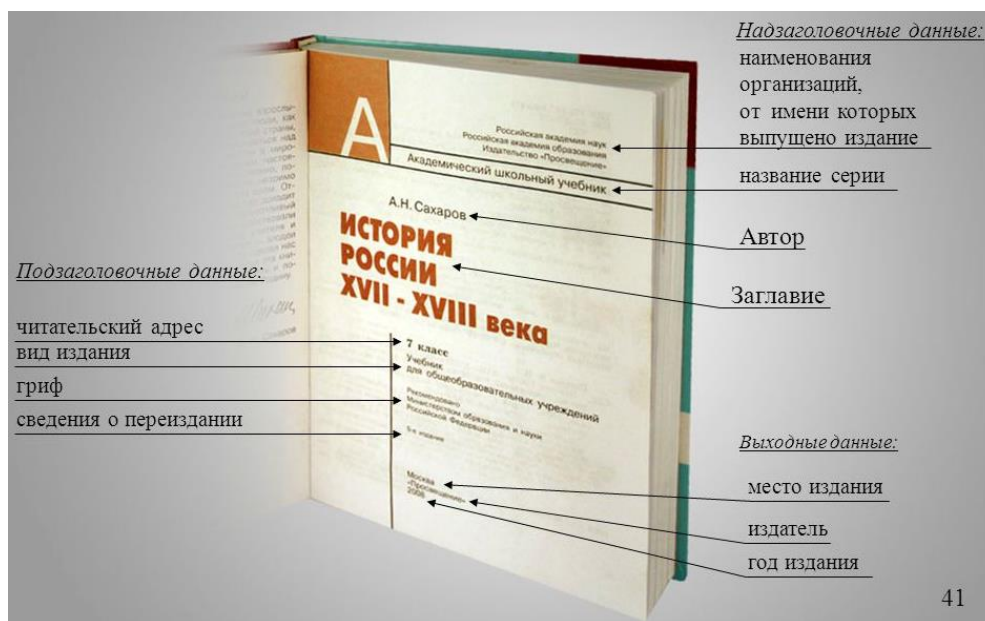 Надзаголовочные данные:
наименования
организаций,
от имени которых
выпущено издание
название серии
Автор
Заглавие
Подзаголовочные данные:
читательский адрес
вид издания
гриф
сведения о переиздании
Выходные данные:
место издания
издатель
год издания
41
А
Российская академия наук
Российская академия образования
Издательство «Просвещение»
Академический школьный учебник
А.Н. Сахаров
ИСТОРИЯ
РОССИИ
XVII - XVIII века
7 класс
Учебник
для общеобразовательных учреждений
Рекомендовано
Министерством образования и науки
Российской Федерации
5-е издание
Москва
«Просвещение»